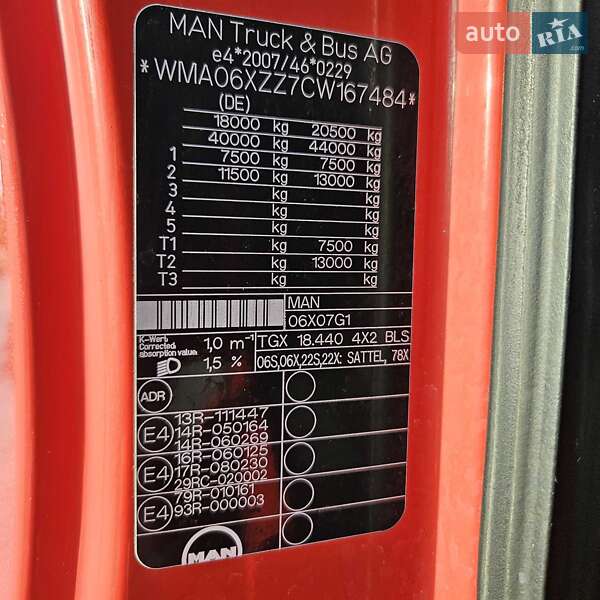 auto RIA.com
MAN Truck & Bus AG
e4*2007/46*0229
*WMA06XZZ7CW167484*
(DE)
18000 kg 20500 kg
40000 kg 44000 kg
1 7500 kg 7500 kg
2 11500 kg 13000 kg
3 kg kg
4 kg kg
5 kg kg
T1 kg 7500 kg
T2 kg 13000 kg
T3 kg kg
MAN
06X07G1
K-Wert
Corrected absorption value 1,0 m-1
1,5 %
TGX 18.440 4X2 BLS
06S,06X,22S,22X: SATTEL, 78X
ADR
E4 13R-111447
14R-050164
14R-060269
E4 16R-060125
17R-080230
29RC-020002
E4 79R-010161
93R-000003
MAN